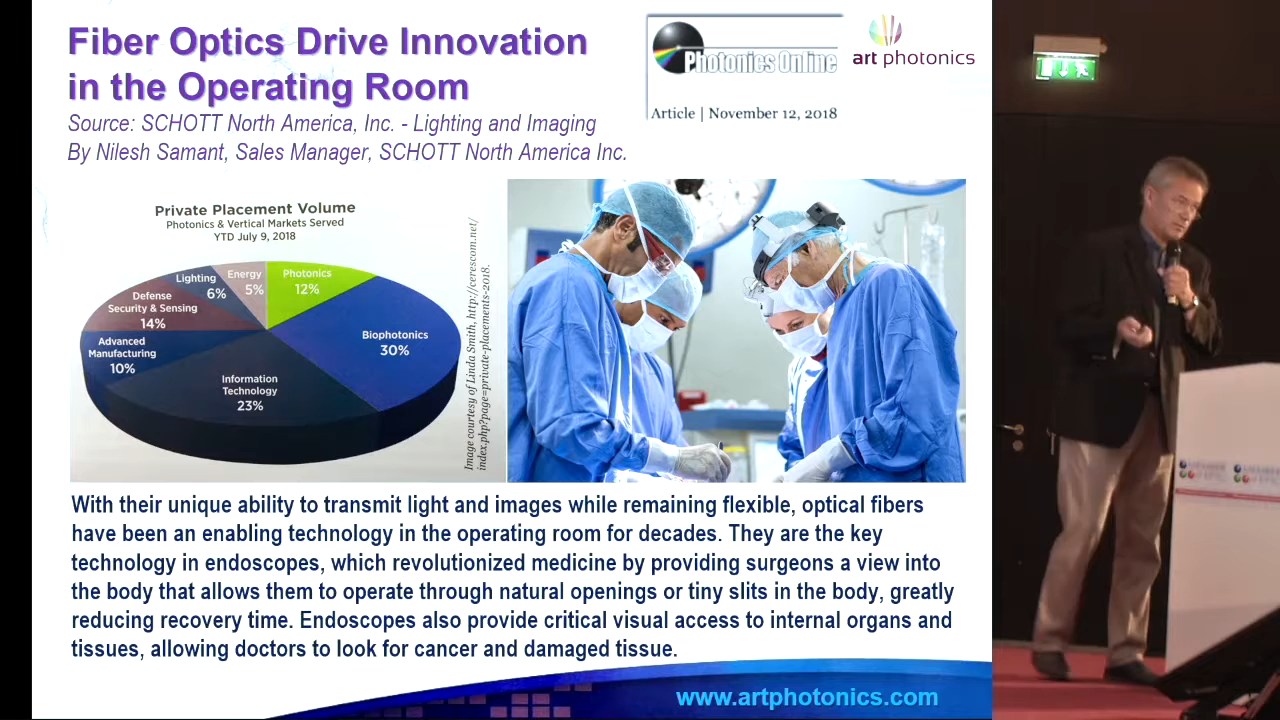 Fiber Optics Drive Innovation
in the Operating Room
Source: SCHOTT North America, Inc. - Lighting and Imaging
By Nilesh Samant, Sales Manager, SCHOTT North America Inc.
Photonics Online
Article | November 12, 2018
art photonics
Private Placement Volume
Photonics & Vertical Markets Served
YTD July 9, 2018
Photonics
12%
Energy
5%
Lighting
6%
Defense
Security & Sensing
14%
Advanced
Manufacturing
10%
Information
Technology
23%
Biophotonics
30%
Image courtesy of Linda Smith, http://cerescom.net/
index.php?page=private-placements-2018.
With their unique ability to transmit light and images while remaining flexible, optical fibers
have been an enabling technology in the operating room for decades. They are the key
technology in endoscopes, which revolutionized medicine by providing surgeons a view into
the body that allows them to operate through natural openings or tiny slits in the body, greatly
reducing recovery time. Endoscopes also provide critical visual access to internal organs and
tissues, allowing doctors to look for cancer and damaged tissue.
www.artphotonics.com